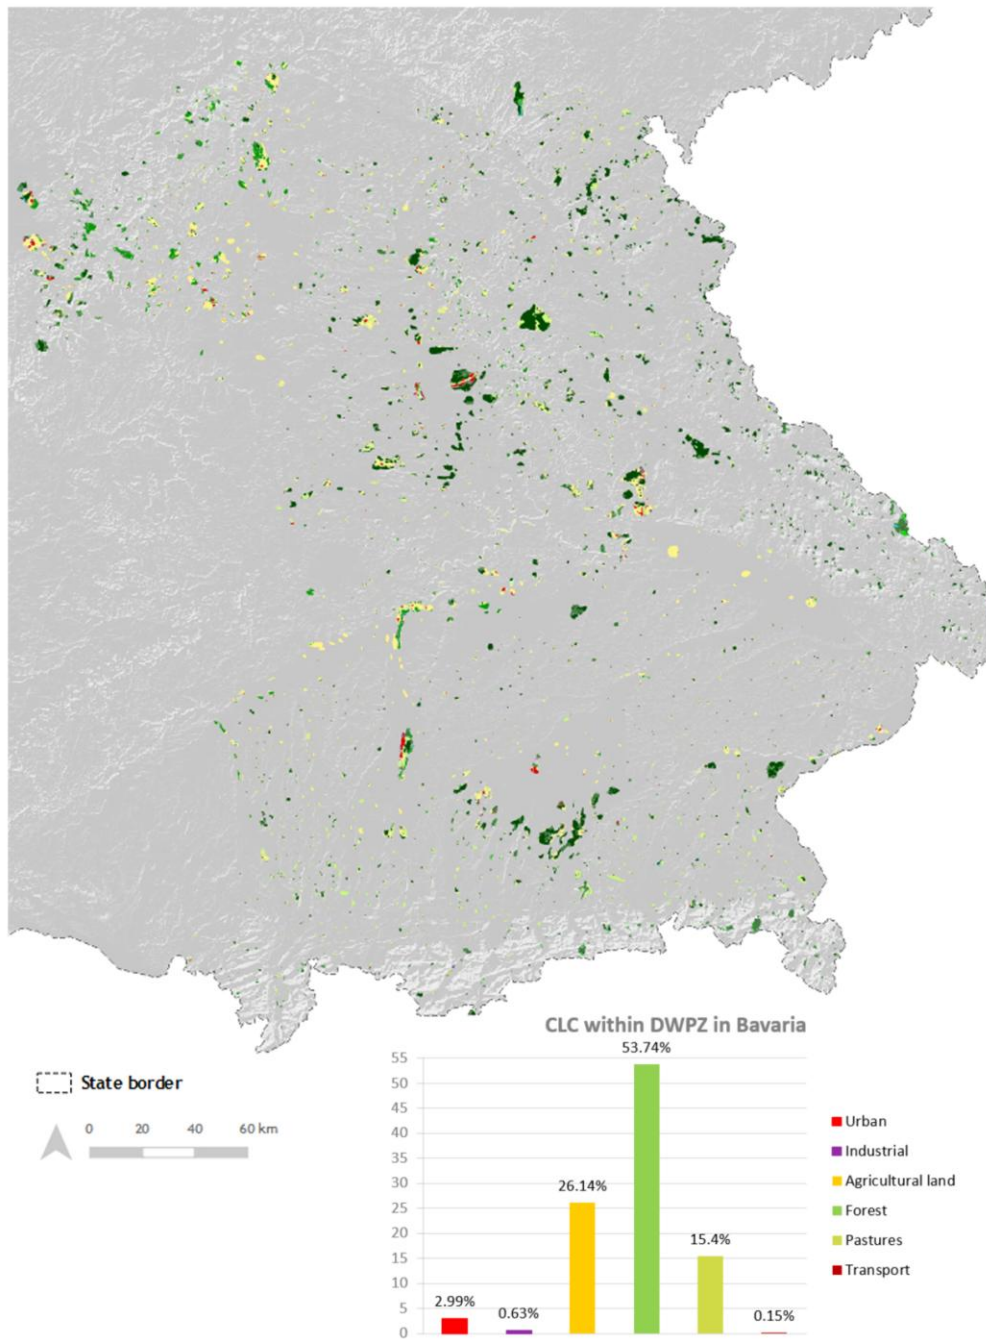 CLC within DWPZ in Bavaria
State border
0 20 40 60 km
55
50
45
40
35
30
25
20
15
10
5
0
2.99%
0.63%
26.14%
53.74%
15.4%
0.15%
Urban
Industrial
Agricultural land
Forest
Pastures
Transport